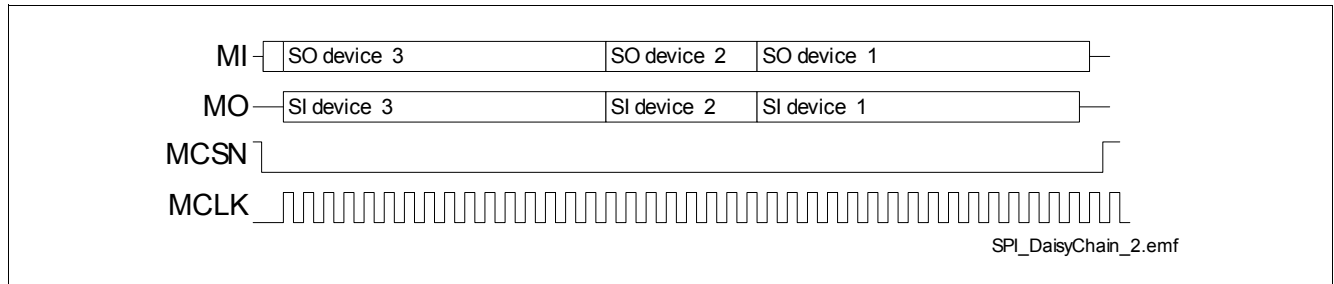 MI SO device 3 SO device 2 SO device 1
MO SI device 3 SI device 2 SI device 1
MCSN
MCLK
SPI_DaisyChain_2.emf